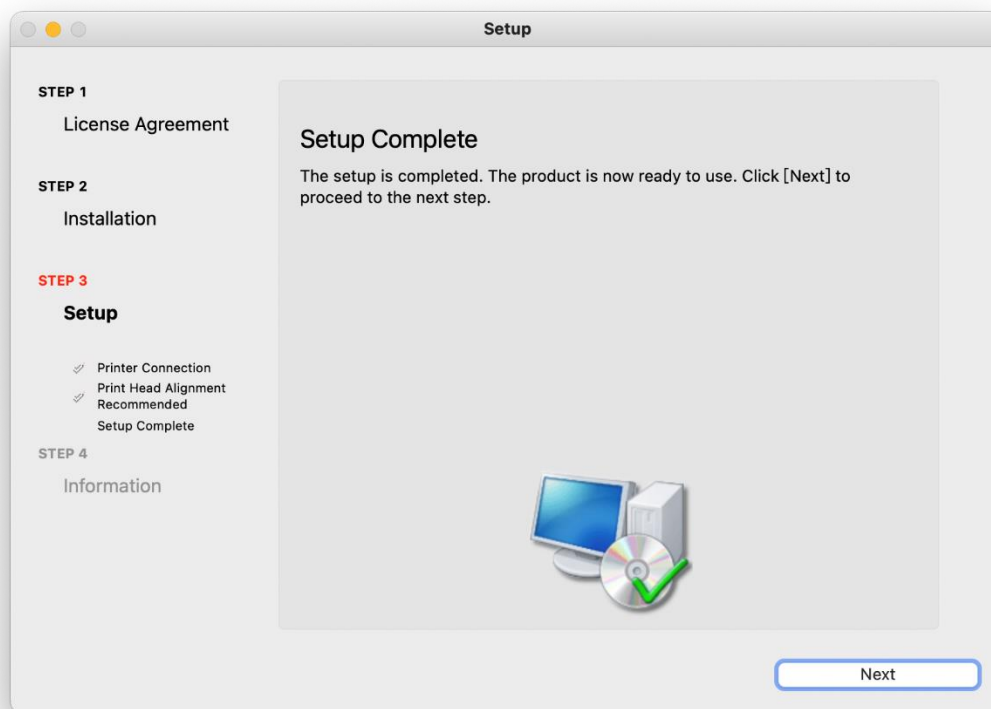 Setup
STEP 1
License Agreement
STEP 2
Installation
STEP 3
Setup
Printer Connection
Print Head Alignment
Recommended
Setup Complete
STEP 4
Information
Setup Complete
The setup is completed. The product is now ready to use. Click [Next] to
proceed to the next step.
Next